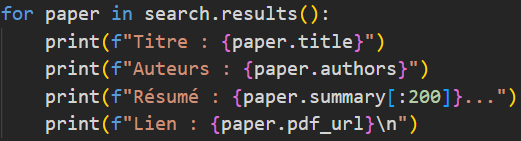 for paper in search.results():
    print(f"Titre : {paper.title}")
    print(f"Auteurs : {paper.authors}")
    print(f"Résumé : {paper.summary[:200]}...")
    print(f"Lien : {paper.pdf_url}\n")